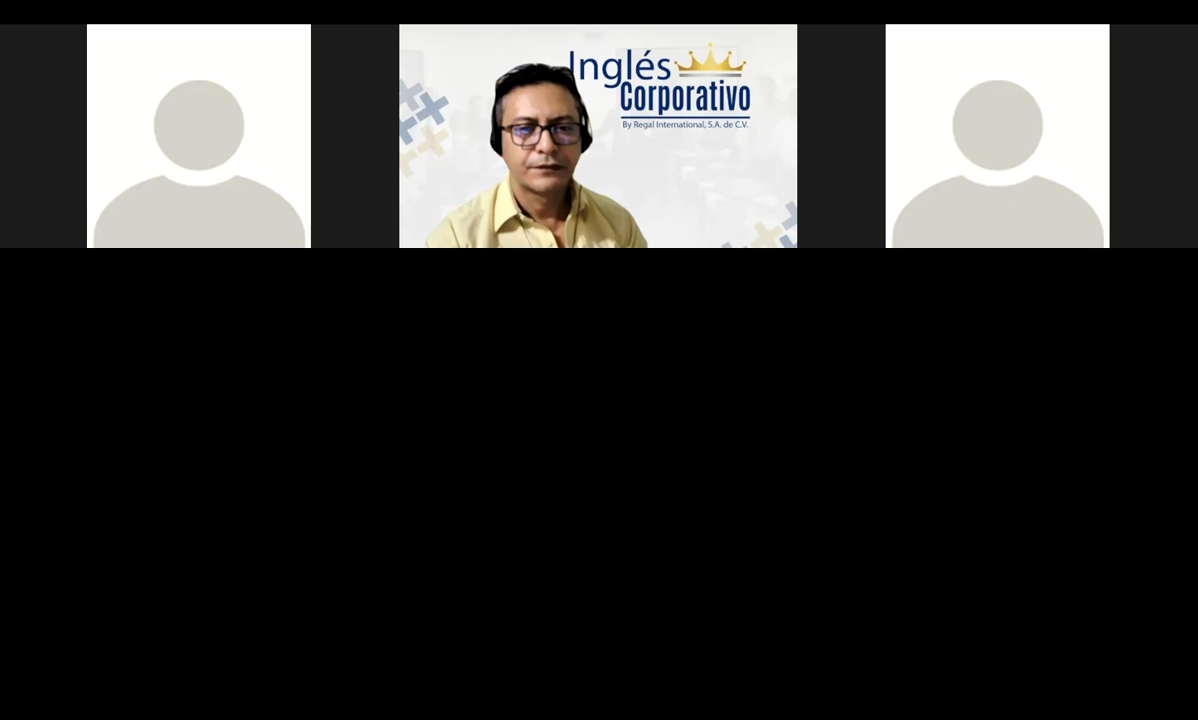 Inglés
Corporativo
By Regal International, S.A. de C.V.